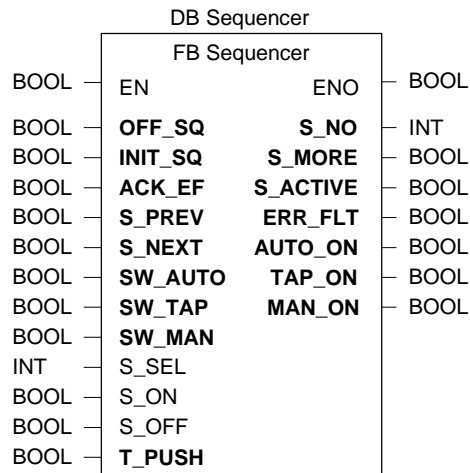 DB Sequencer
FB Sequencer
BOOL EN ENO BOOL
BOOL OFF_SQ S_NO INT
BOOL INIT_SQ S_MORE BOOL
BOOL ACK_EF S_ACTIVE BOOL
BOOL S_PREV ERR_FLT BOOL
BOOL S_NEXT AUTO_ON BOOL
BOOL SW_AUTO TAP_ON BOOL
BOOL SW_TAP MAN_ON BOOL
BOOL SW_MAN
INT S_SEL
BOOL S_ON
BOOL S_OFF
BOOL T_PUSH